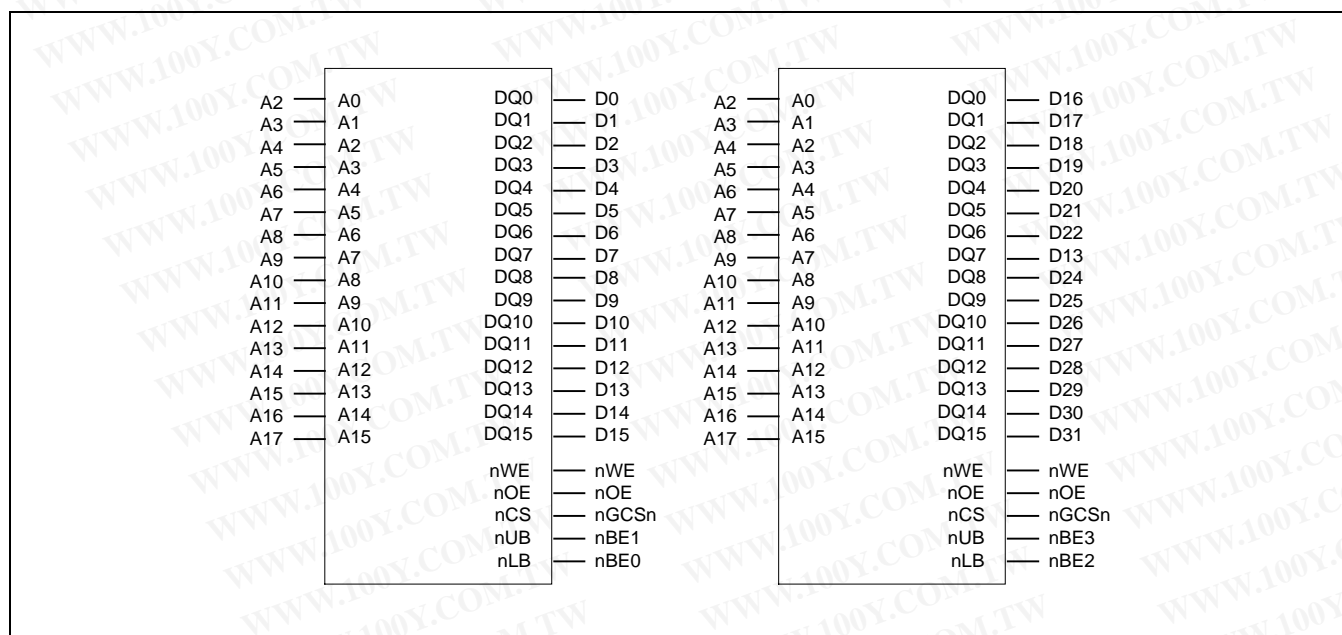 A2 A0 DQ0 D0 A2 A0 DQ0 D16
A3 A1 DQ1 D1 A3 A1 DQ1 D17
A4 A2 DQ2 D2 A4 A2 DQ2 D18
A5 A3 DQ3 D3 A5 A3 DQ3 D19
A6 A4 DQ4 D4 A6 A4 DQ4 D20
A7 A5 DQ5 D5 A7 A5 DQ5 D21
A8 A6 DQ6 D6 A8 A6 DQ6 D22
A9 A7 DQ7 D7 A9 A7 DQ7 D13
A10 A8 DQ8 D8 A10 A8 DQ8 D24
A11 A9 DQ9 D9 A11 A9 DQ9 D25
A12 A10 DQ10 D10 A12 A10 DQ10 D26
A13 A11 DQ11 D11 A13 A11 DQ11 D27
A14 A12 DQ12 D12 A14 A12 DQ12 D28
A15 A13 DQ13 D13 A15 A13 DQ13 D29
A16 A14 DQ14 D14 A16 A14 DQ14 D30
A17 A15 DQ15 D15 A17 A15 DQ15 D31
nWE nWE nWE nWE
nOE nOE nOE nOE
nCS nGCSn nCS nGCSn
nUB nBE1 nUB nBE3
nLB nBE0 nLB nBE2
WWW.100Y.COM.TW